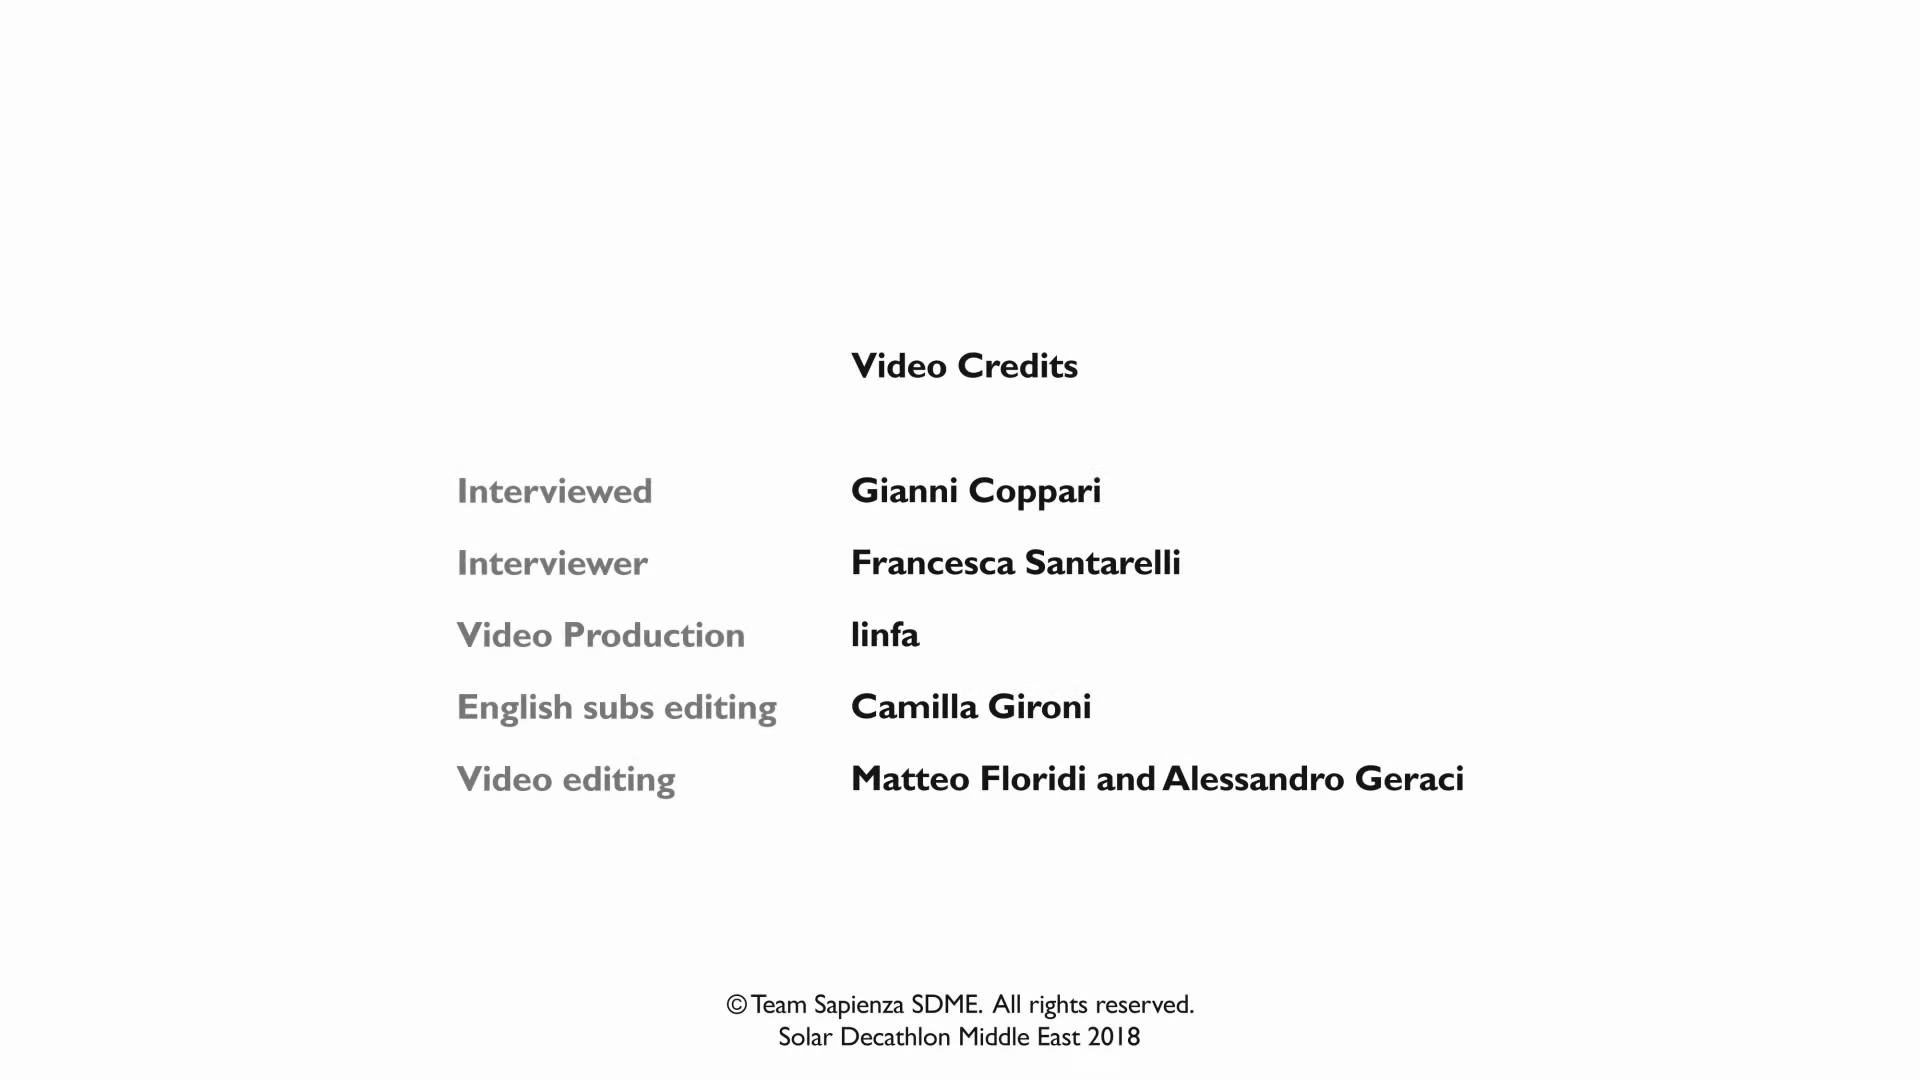 Video Credits
Interviewed Gianni Coppari
Interviewer Francesca Santarelli
Video Production linfa
English subs editing Camilla Gironi
Video editing Matteo Floridi and Alessandro Geraci
© Team Sapienza SDME. All rights reserved.
Solar Decathlon Middle East 2018